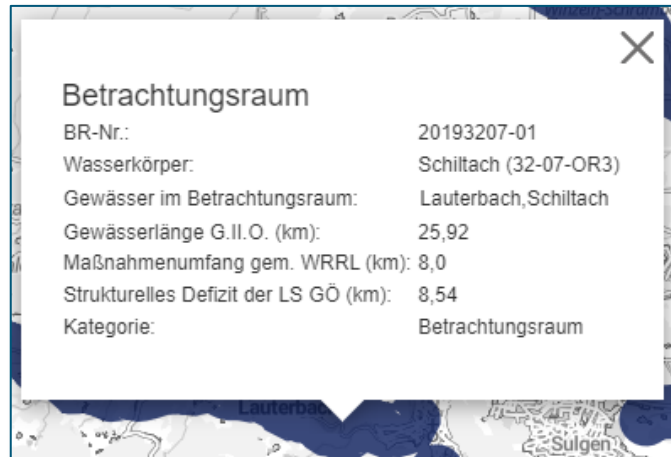 Winzeln-Schramb
Betrachtungsraum
BR-Nr.: 20193207-01
Wasserkörper: Schiltach (32-07-OR3)
Gewässer im Betrachtungsraum: Lauterbach,Schiltach
Gewässerlänge G.II.O. (km): 25,92
Maßnahmenumfang gem. WRRL (km): 8,0
Strukturelles Defizit der LS GÖ (km): 8,54
Kategorie: Betrachtungsraum
Lauterbach
Sulgen